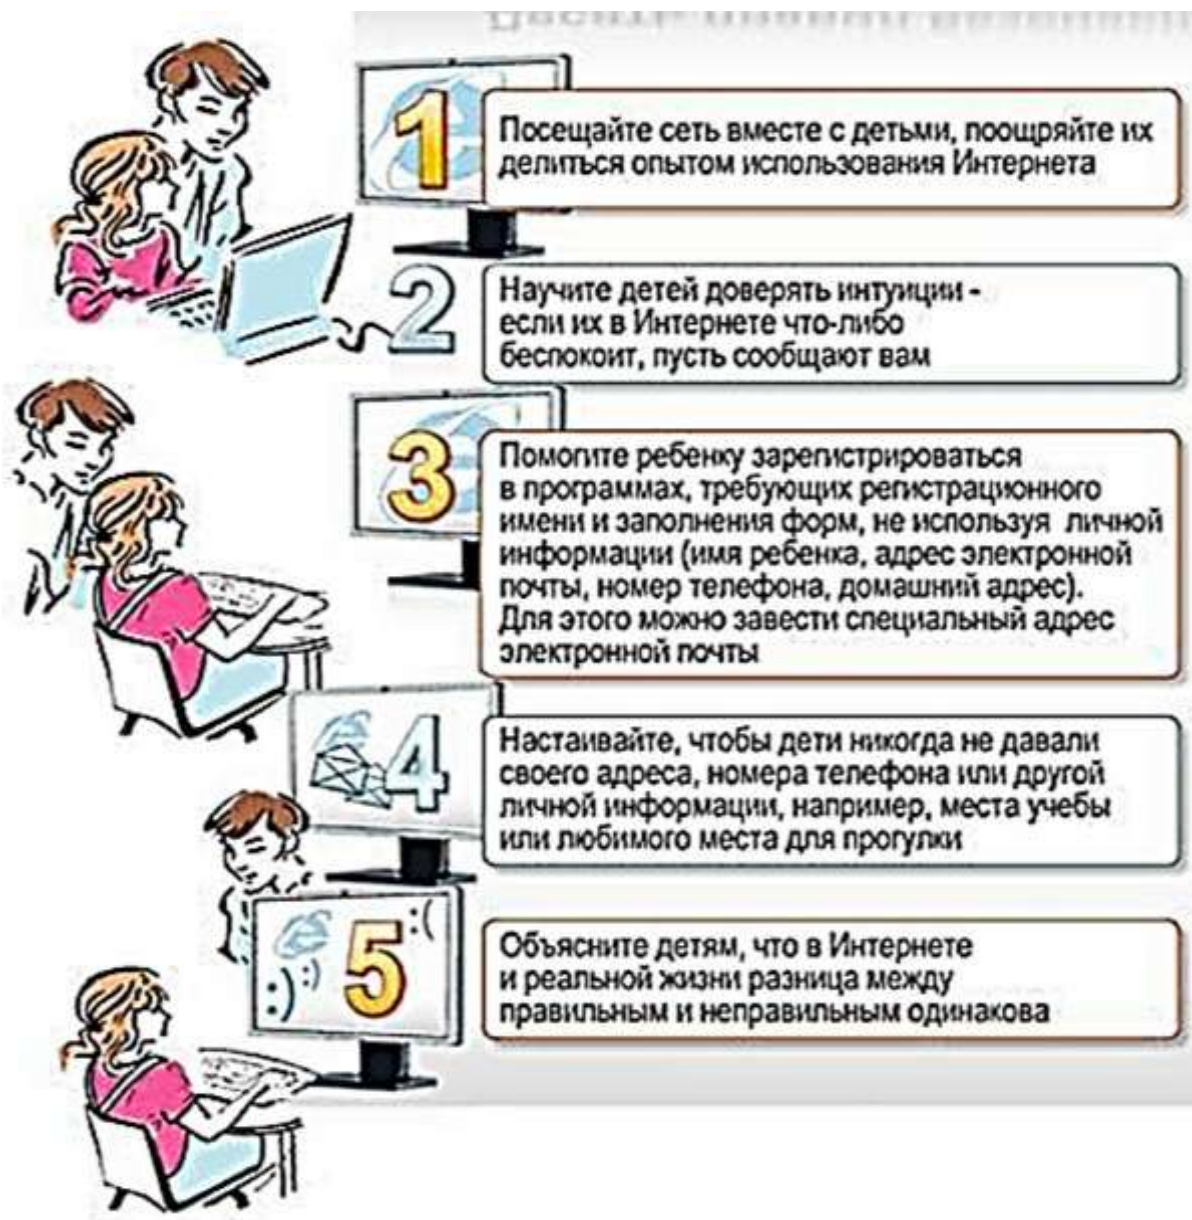 1
Посещайте сеть вместе с детьми, поощряйте их
делиться опытом использования Интернета
2
Научите детей доверять интуиции -
если их в Интернете что-либо
беспокоит, пусть сообщают вам
3
Помогите ребенку зарегистрироваться
в программах, требующих регистрационного
имени и заполнения форм, не используя личной
информации (имя ребенка, адрес электронной
почты, номер телефона, домашний адрес).
Для этого можно завести специальный адрес
электронной почты
4
Настаивайте, чтобы дети никогда не давали
своего адреса, номера телефона или другой
личной информации, например, места учебы
или любимого места для прогулки
5
:(
:) :)
Объясните детям, что в Интернете
и реальной жизни разница между
правильным и неправильным одинакова